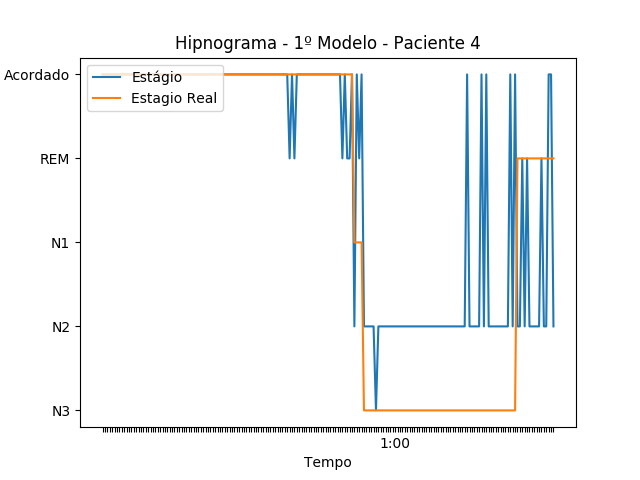 Hipnograma - 1º Modelo - Paciente 4
Acordado
REM
N1
N2
N3
Estágio
Estagio Real
1:00
Tempo